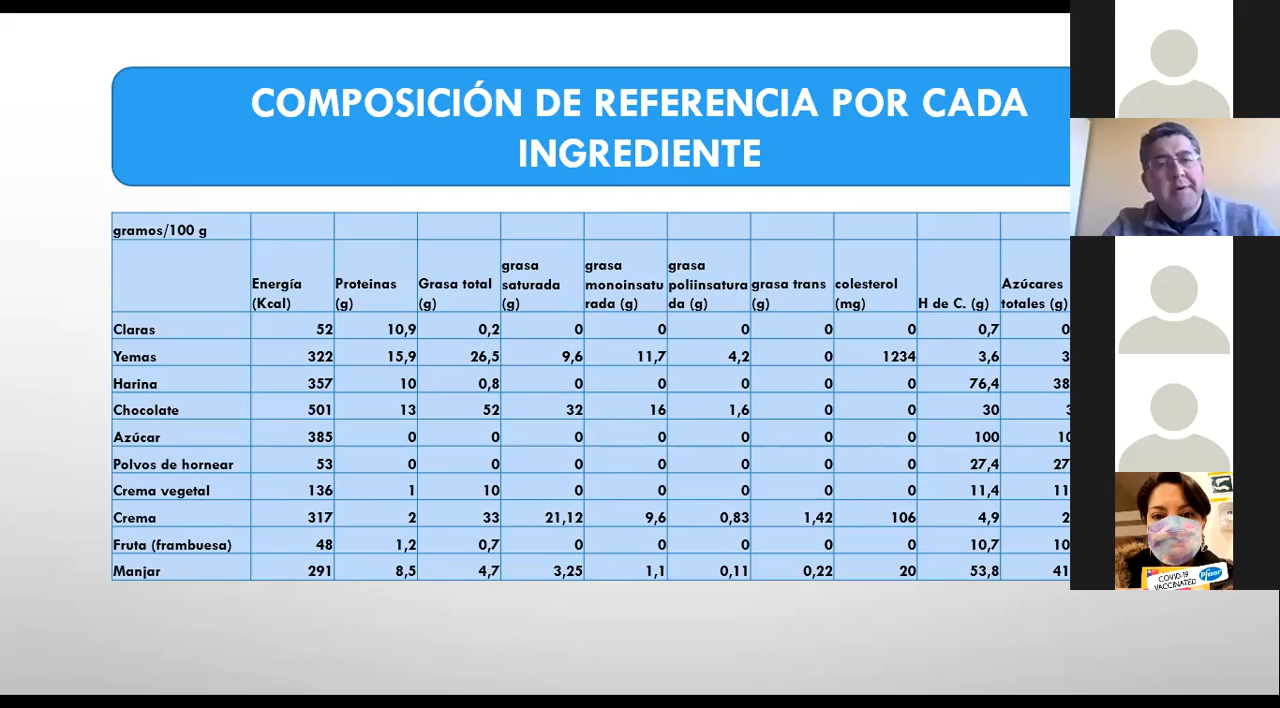 COMPOSICIÓN DE REFERENCIA POR CADA
INGREDIENTE
gramos/100 g
Energía (Kcal) Proteinas (g) Grasa total (g) grasa saturada (g) grasa monoinsaturada (g) grasa poliinsaturada (g) grasa trans (g) colesterol (mg) H de C. (g) Azúcares totales (g)
Claras 52 10,9 0,2 0 0 0 0 0 0,7 0
Yemas 322 15,9 26,5 9,6 11,7 4,2 0 1234 3,6 3
Harina 357 10 0,8 0 0 0 0 0 76,4 38
Chocolate 501 13 52 32 16 1,6 0 0 30
Azúcar 385 0 0 0 0 0 0 0 100 10
Polvos de hornear 53 0 0 0 0 0 0 0 27,4 27
Crema vegetal 136 1 10 0 0 0 0 0 11,4 11
Crema 317 2 33 21,12 9,6 0,83 1,42 106 4,9 2
Fruta (frambuesa) 48 1,2 0,7 0 0 0 0 0 10,7 10
Manjar 291 8,5 4,7 3,25 1,1 0,11 0,22 20 53,8 41
COVID-19
VACCINATED
Pfizer